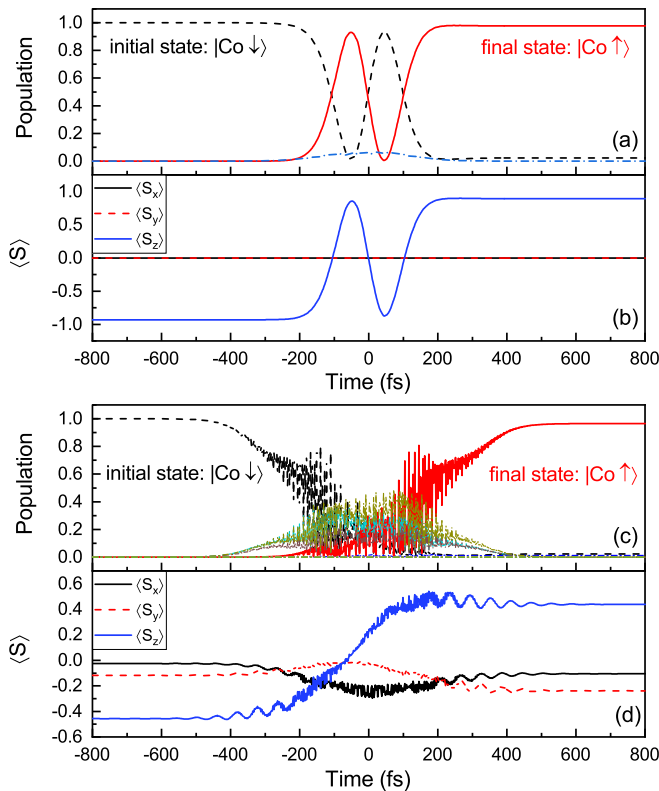 1.0
0.8
0.6
0.4
0.2
0.0
Population
initial state: |Co ↓⟩
final state: |Co ↑⟩
(a)
1.0
0.5
0.0
-0.5
-1.0
⟨S⟩
⟨Sx⟩
⟨Sy⟩
⟨Sz⟩
(b)
-800 -600 -400 -200 0 200 400 600 800
Time (fs)
1.0
0.8
0.6
0.4
0.2
0.0
Population
initial state: |Co ↓⟩
final state: |Co ↑⟩
(c)
0.6
0.4
0.2
0.0
-0.2
-0.4
-0.6
⟨S⟩
⟨Sx⟩
⟨Sy⟩
⟨Sz⟩
(d)
-800 -600 -400 -200 0 200 400 600 800
Time (fs)